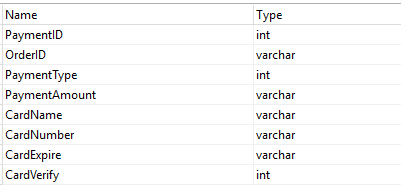 Name Type
PaymentID int
OrderID varchar
PaymentType int
PaymentAmount varchar
CardName varchar
CardNumber varchar
CardExpire varchar
CardVerify int